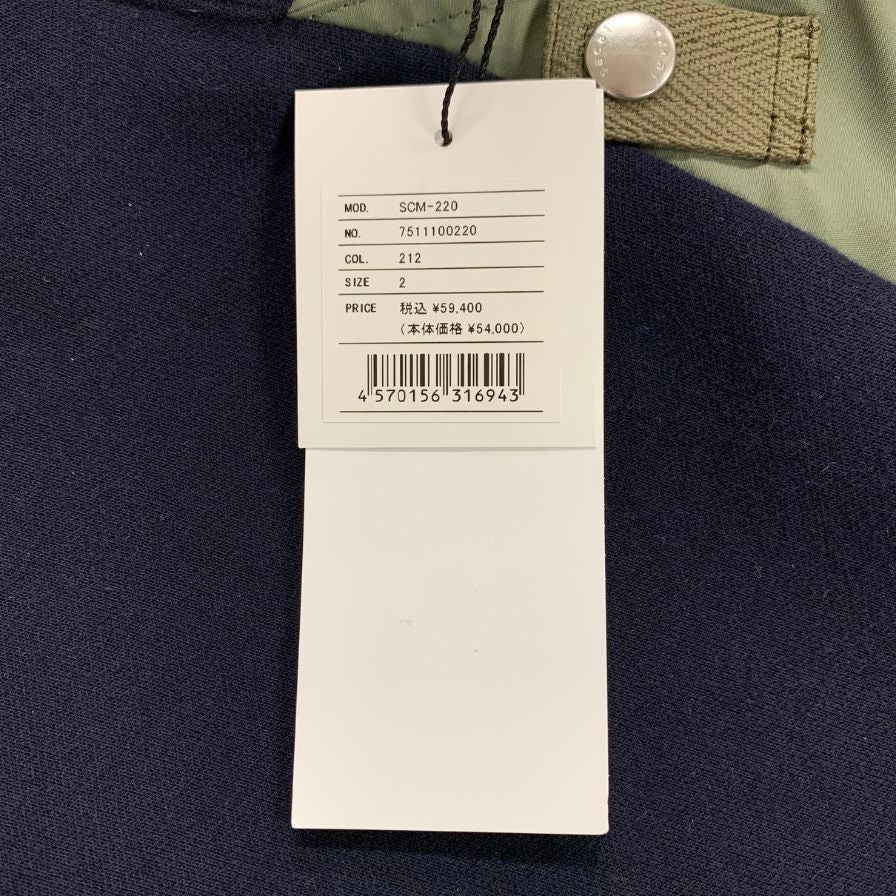 sacai
MOD. SCM-220
NO. 7511100220
COL. 212
SIZE 2
PRICE 税込 ¥59,400
(本体価格 ¥54,000)
4 570156 316943